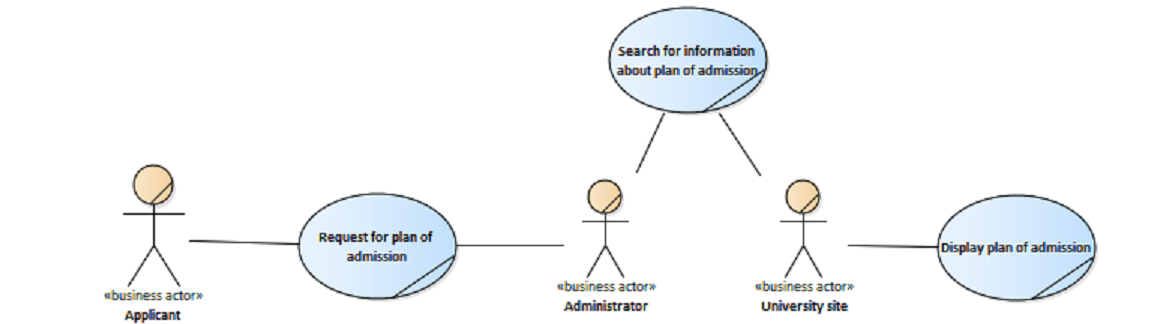 Search for information
about plan of admission
Request for plan of
admission
Display plan of admission
«business actor»
Applicant
«business actor»
Administrator
«business actor»
University site